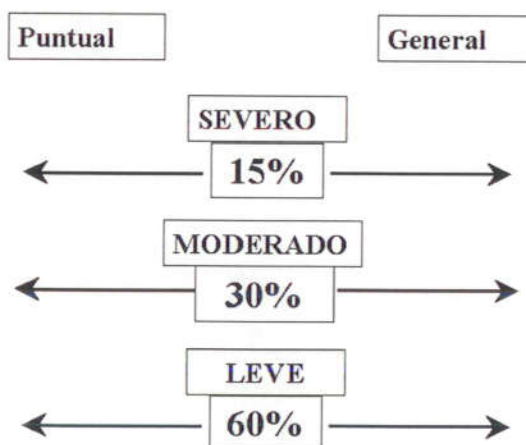 Puntual
General
SEVERO
15%
MODERADO
30%
LEVE
60%